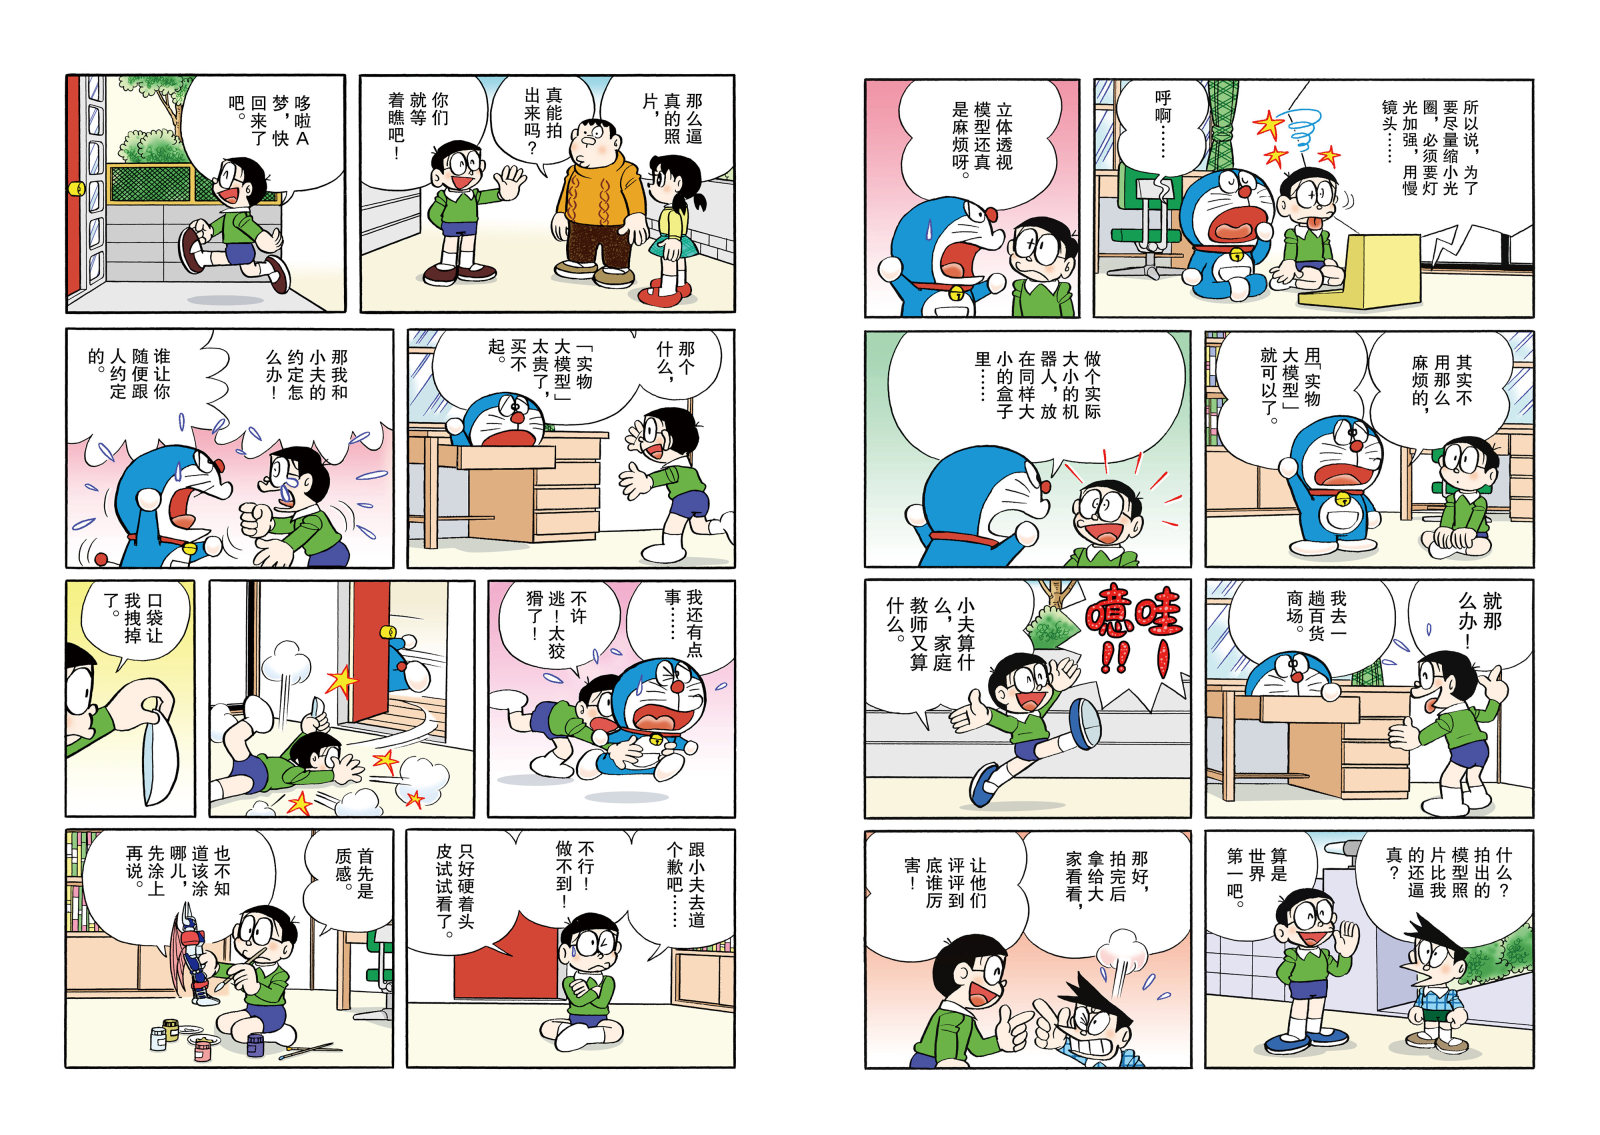 所以说，为了
要尽量缩小光
圈，必须要灯
光加强，用慢
镜头……
呼啊……
立体透视
模型还真
是麻烦呀。
其实不
用那么
麻烦的，
用「实物
大模型」
就可以了。
做个实际
大小的机
器人，放
在同样大
小的盒子
里……
就那
么办！
我去一
趟百货
商场。
哇！
噫！！
小夫算什
么，家庭
教师又算
什么。
什么？
拍出的
模型照
片比我
的还逼
真？
算是
世界
第一吧。
那好，
拍完后
拿给大
家看看，
让他们
评评到
底谁厉
害！
那么逼
真的照
片，
真能拍
出来吗？
你们
就等
着瞧吧！
哆啦A
梦，快
回来了
吧。
那个
什么，
「实物
大模型」
太贵了，
买不
起。
那我和
小夫的
约定怎
么办！
谁让你
随便跟
人约定
的。
我还有点
事……
不许
逃！太狡
猾了！
口袋让
我拽掉
了。
跟小夫去道
个歉吧……
不行！
做不到！
只好硬着头
皮试试看了。
首先是
质感。
也不知
道该涂
哪儿，
先涂上
再说。